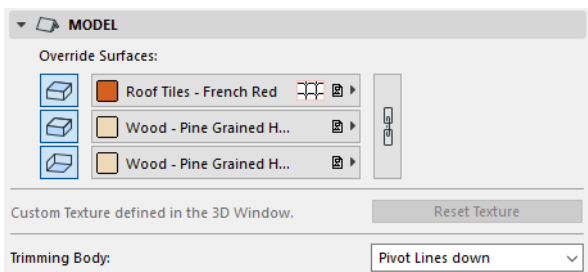 MODEL
Override Surfaces:
Roof Tiles - French Red
Wood - Pine Grained H...
Wood - Pine Grained H...
Custom Texture defined in the 3D Window.
Reset Texture
Trimming Body:
Pivot Lines down